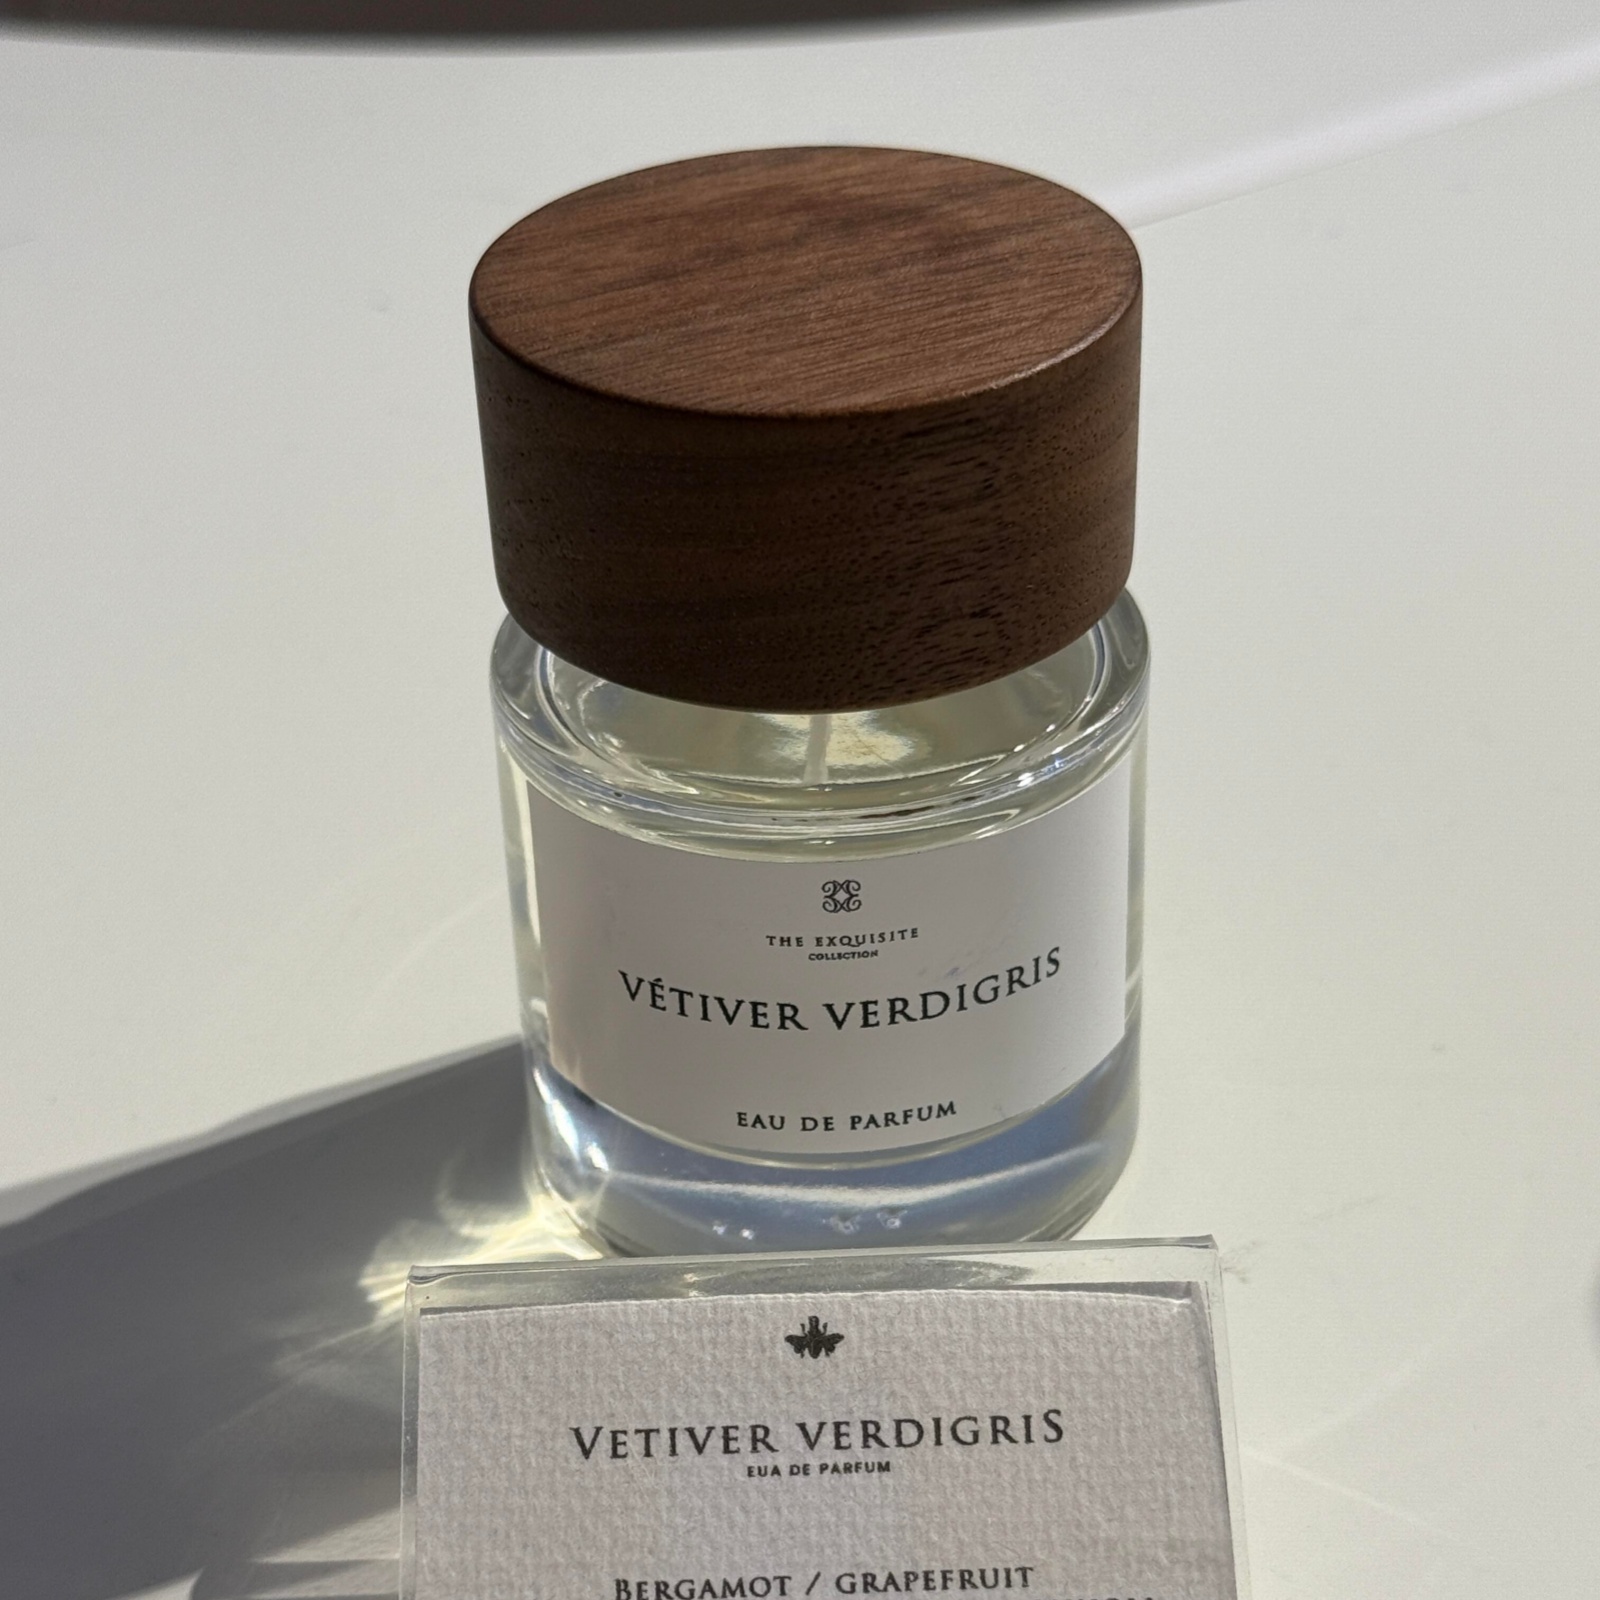 THE EXQUISITE
COLLECTION
VÉTIVER VERDIGRIS
EAU DE PARFUM
VETIVER VERDIGRIS
EUA DE PARFUM
BERGAMOT / GRAPEFRUIT